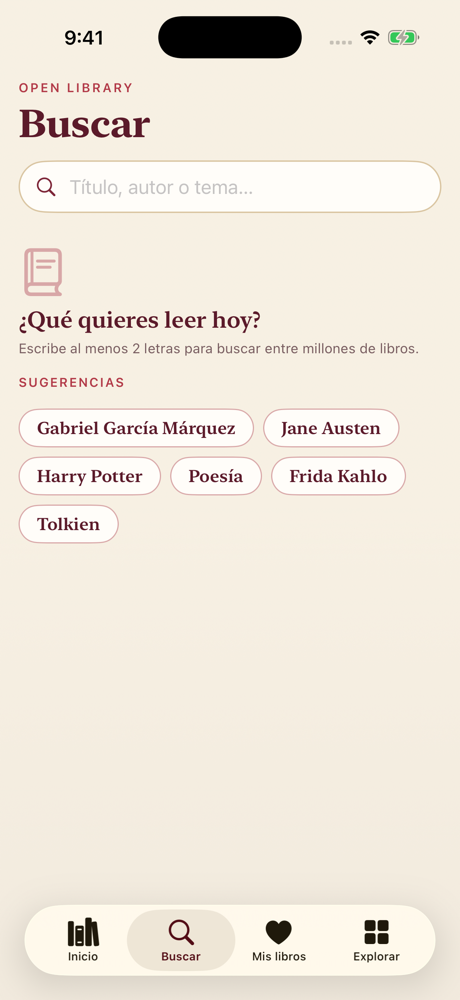 9:41
OPEN LIBRARY
Buscar
Título, autor o tema...
¿Qué quieres leer hoy?
Escribe al menos 2 letras para buscar entre millones de libros.
SUGERENCIAS
Gabriel García Márquez
Jane Austen
Harry Potter
Poesía
Frida Kahlo
Tolkien
Inicio
Buscar
Mis libros
Explorar